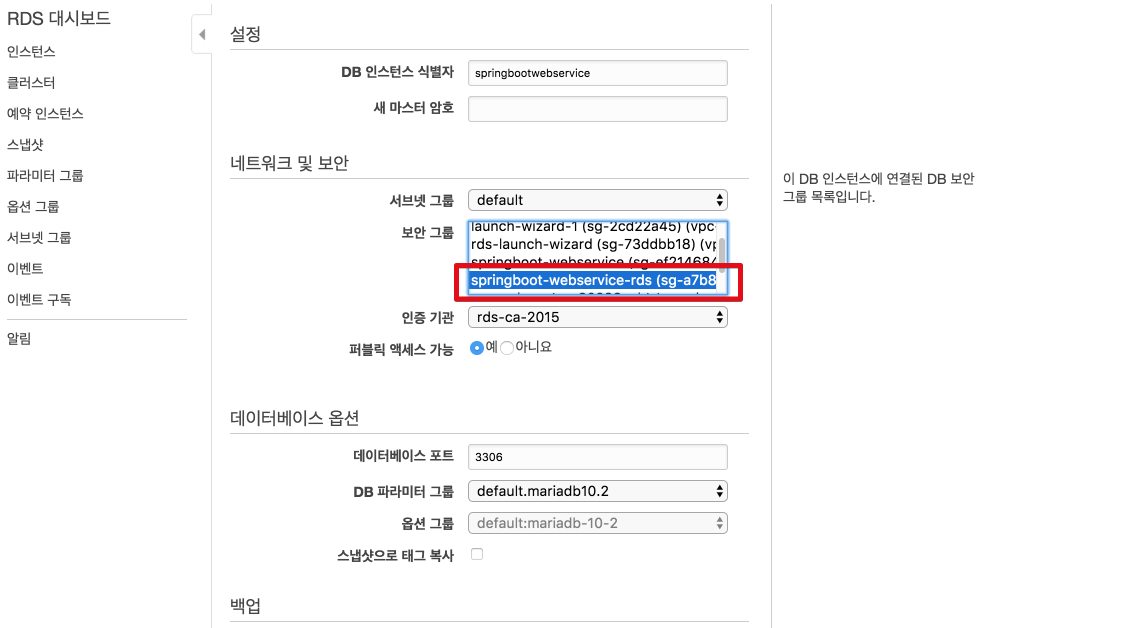 RDS 대시보드
인스턴스
클러스터
예약 인스턴스
스냅샷
파라미터 그룹
옵션 그룹
서브넷 그룹
이벤트
이벤트 구독
알림
설정
DB 인스턴스 식별자 springbootwebservice
새 마스터 암호
네트워크 및 보안
서브넷 그룹 default
보안 그룹 launch-wizard-1 (sg-2cd22a45) (vpc-
rds-launch-wizard (sg-73ddbb18) (vp
springboot-webservice (sg-ef214684
springboot-webservice-rds (sg-a7b8
인증 기관 rds-ca-2015
퍼블릭 액세스 가능 예 아니요
데이터베이스 옵션
데이터베이스 포트 3306
DB 파라미터 그룹 default.mariadb10.2
옵션 그룹 default:mariadb-10-2
스냅샷으로 태그 복사
백업
이 DB 인스턴스에 연결된 DB 보안
그룹 목록입니다.